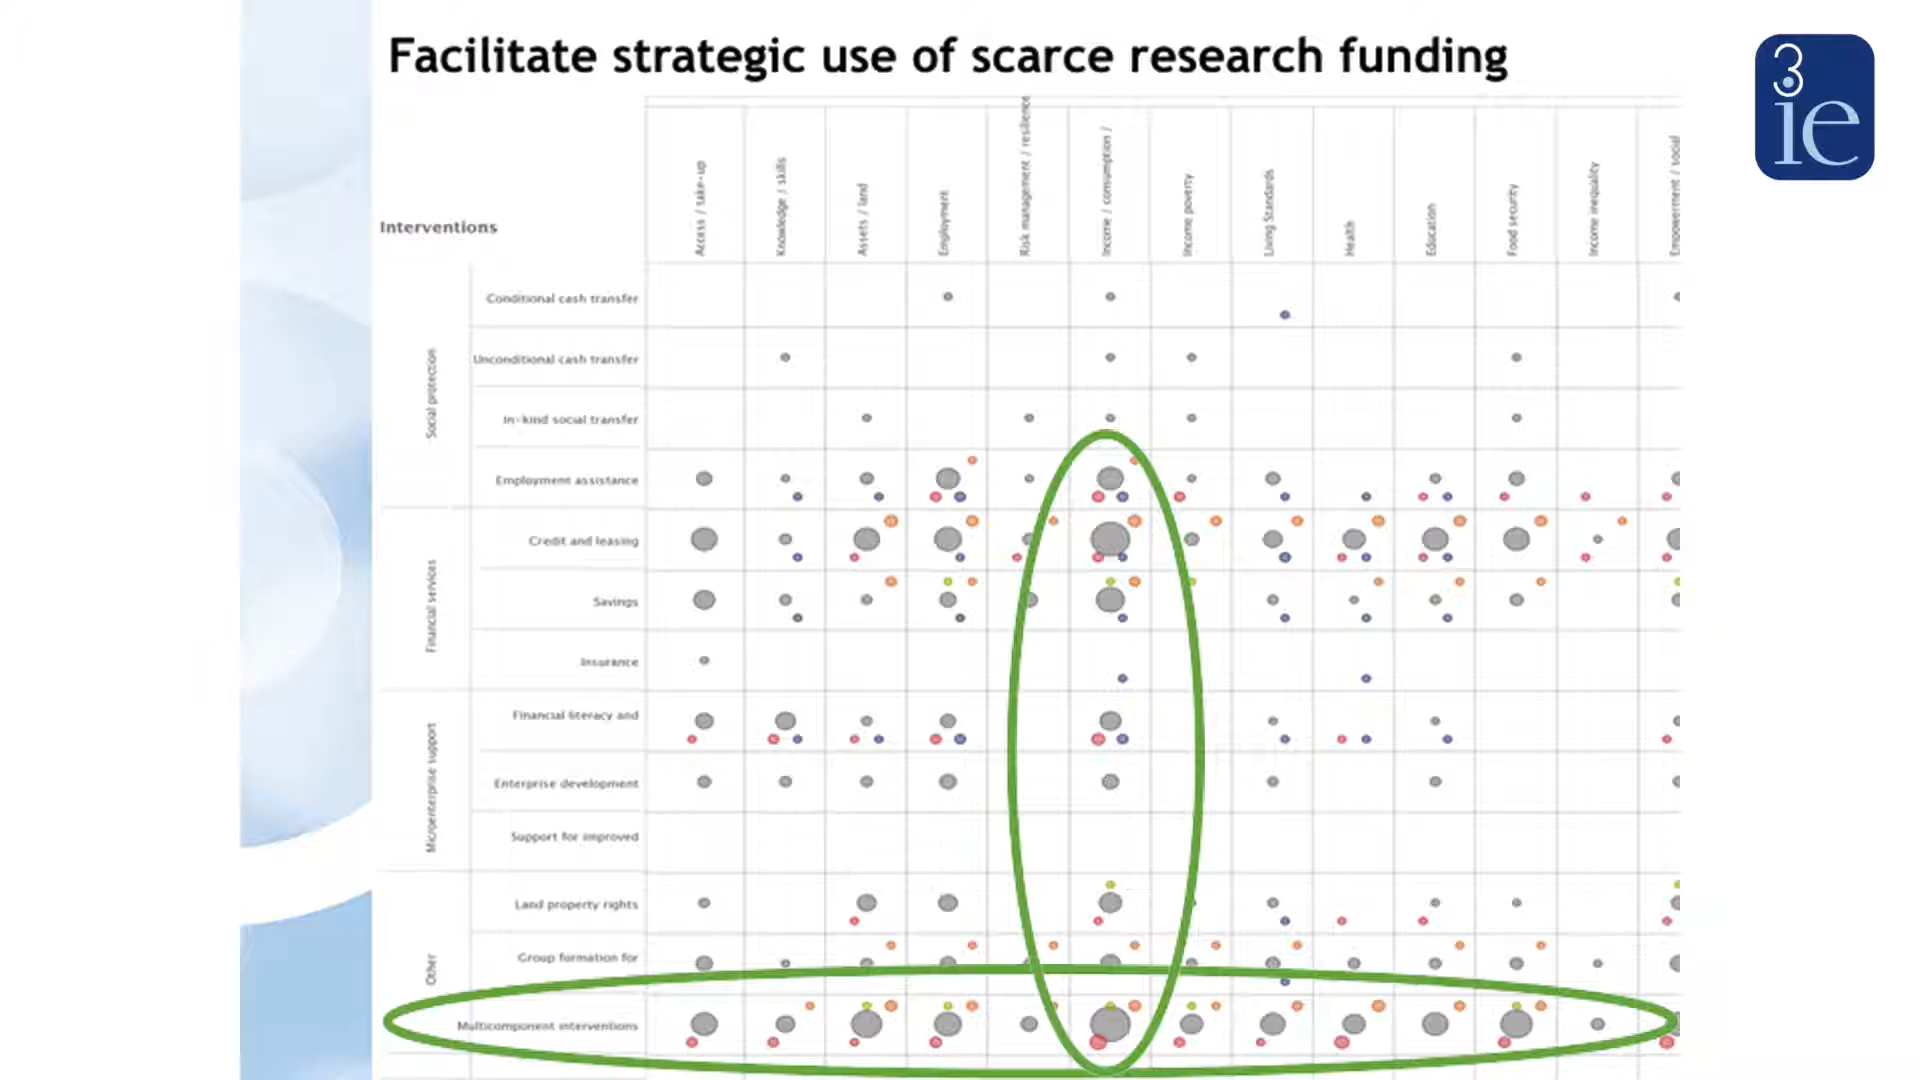 Facilitate strategic use of scarce research funding
3
ie
Interventions
Access / take-up
Knowledge / skills
Assets / land
Employment
Risk management / resilience
Income / consumption /
Income poverty
Living Standards
Health
Education
Food security
Income inequality
Empowerment / social
Social protection
Conditional cash transfer
Unconditional cash transfer
In-kind social transfer
Employment assistance
Financial services
Credit and leasing
Savings
Insurance
Microenterprise support
Financial literacy and
Enterprise development
Support for improved
Other
Land property rights
Group formation for
Multicomponent interventions